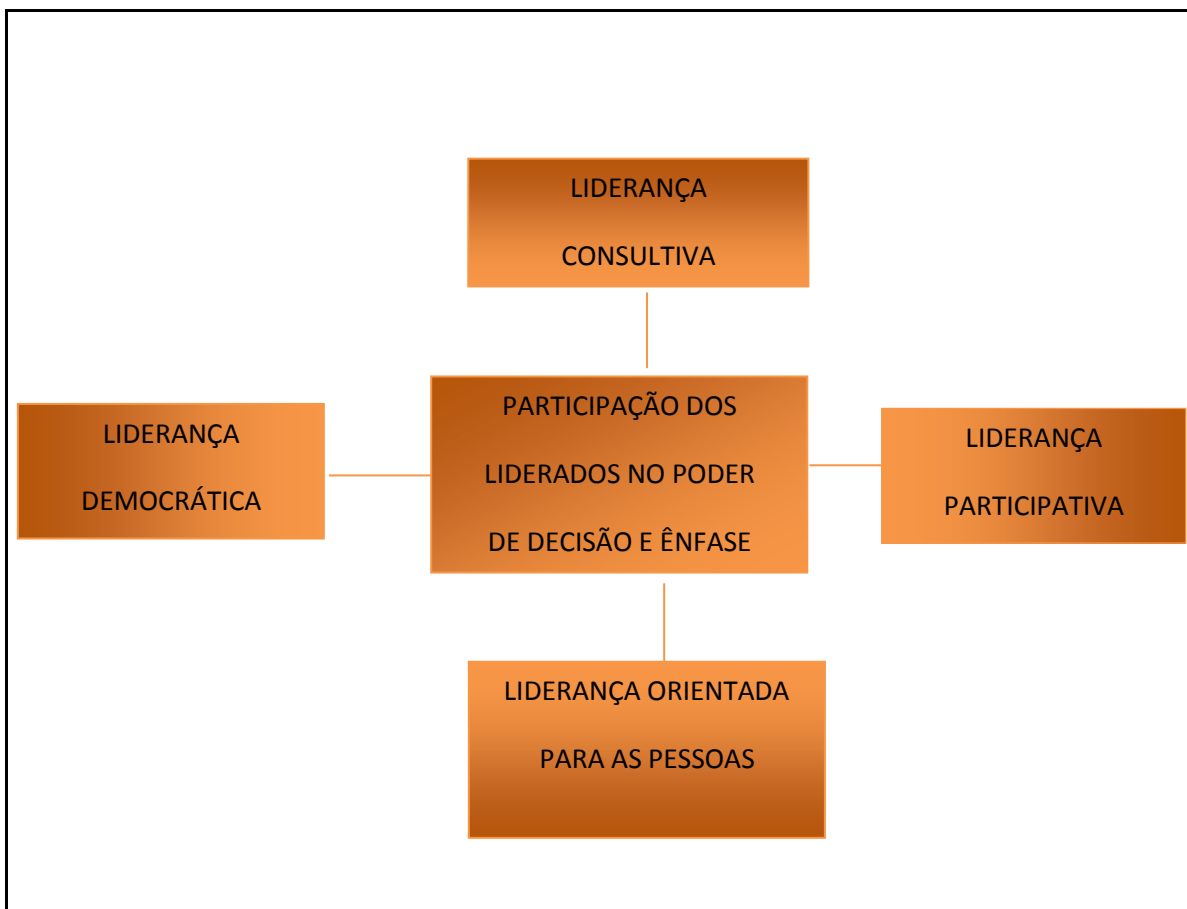 LIDERANÇA
CONSULTIVA
LIDERANÇA
DEMOCRÁTICA
PARTICIPAÇÃO DOS
LIDERADOS NO PODER
DE DECISÃO E ÊNFASE
LIDERANÇA
PARTICIPATIVA
LIDERANÇA ORIENTADA
PARA AS PESSOAS